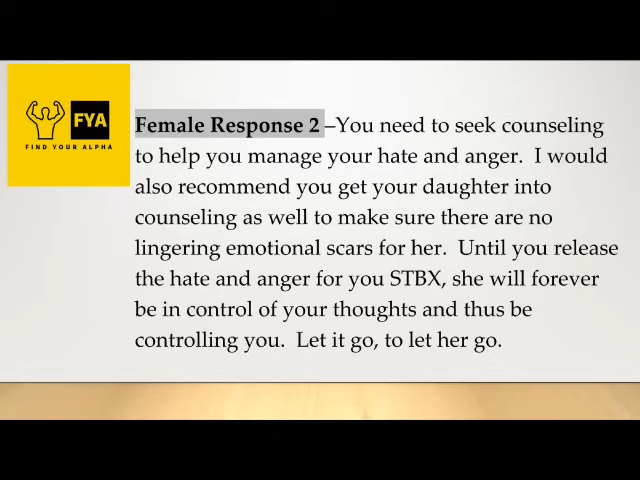 FYA
FIND YOUR ALPHA
Female Response 2 –You need to seek counseling
to help you manage your hate and anger.  I would
also recommend you get your daughter into
counseling as well to make sure there are no
lingering emotional scars for her.  Until you release
the hate and anger for you STBX, she will forever
be in control of your thoughts and thus be
controlling you.  Let it go, to let her go.